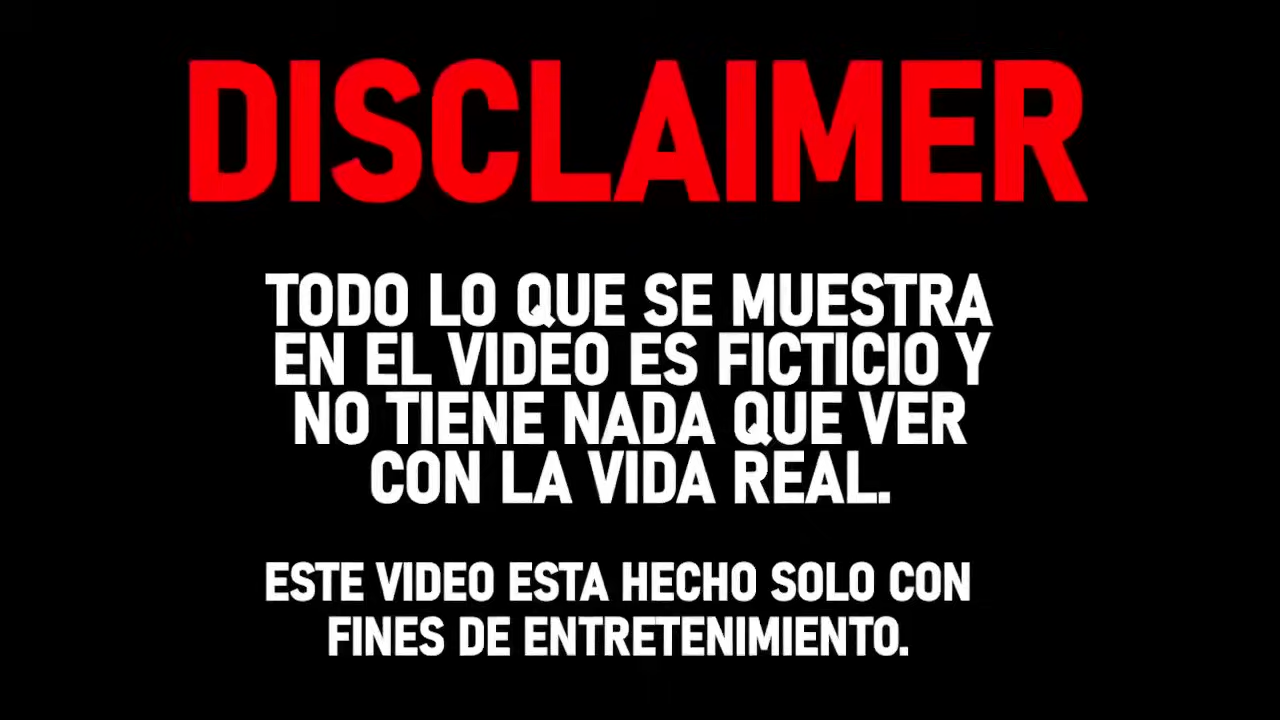 DISCLAIMER
TODO LO QUE SE MUESTRA
EN EL VIDEO ES FICTICIO Y
NO TIENE NADA QUE VER
CON LA VIDA REAL.
ESTE VIDEO ESTA HECHO SOLO CON
FINES DE ENTRETENIMIENTO.